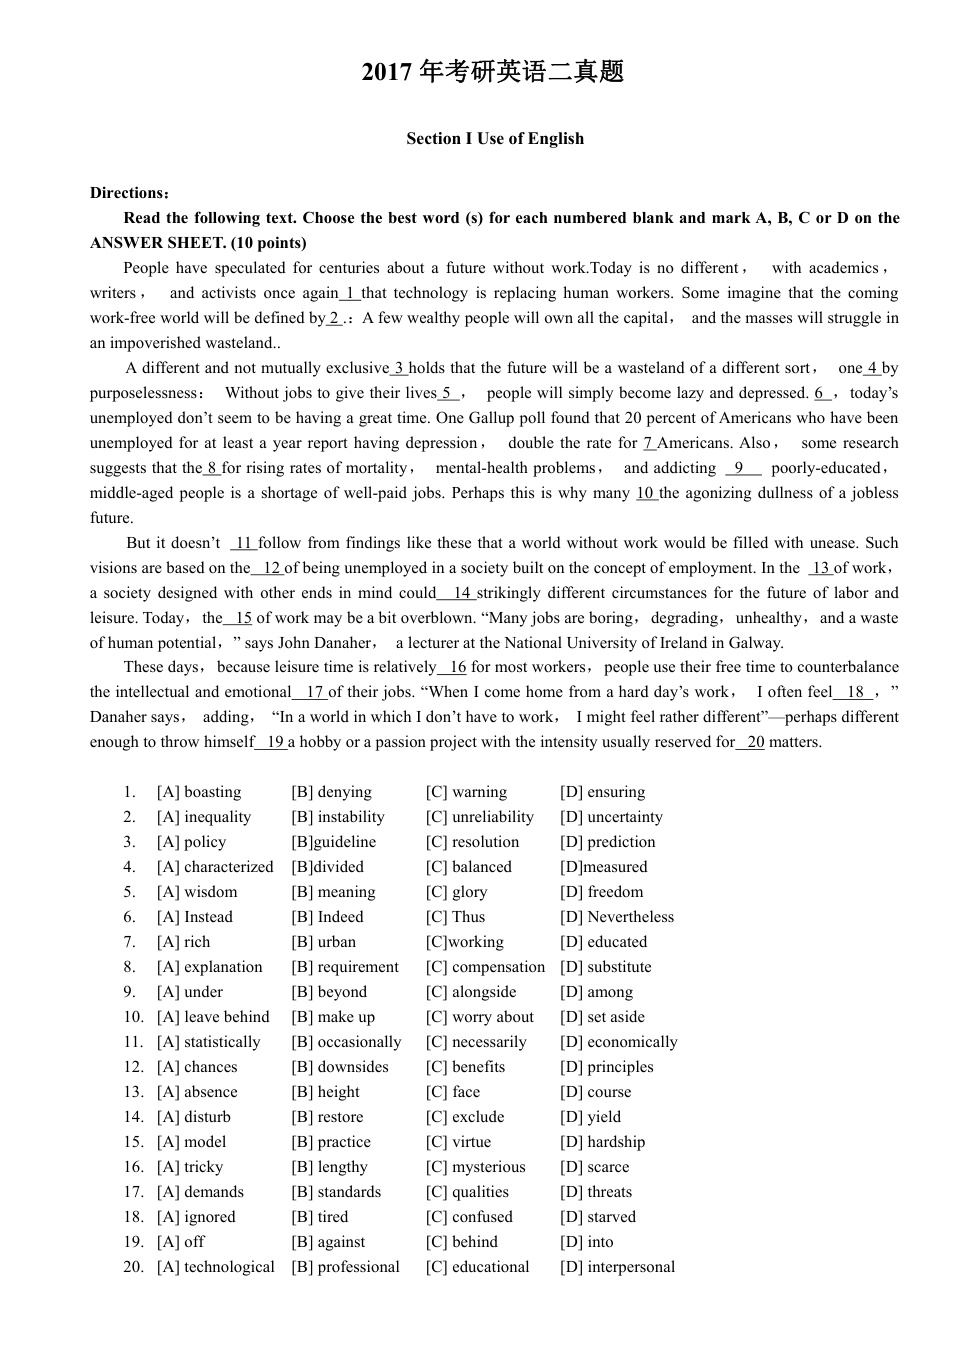 2017 年考研英语二真题
Section I Use of English
Directions：
Read the following text. Choose the best word (s) for each numbered blank and mark A, B, C or D on the
ANSWER SHEET. (10 points)
People have speculated for centuries about a future without work.Today is no different， with academics，
writers， and activists once again 1 that technology is replacing human workers. Some imagine that the coming
work-free world will be defined by 2 .：A few wealthy people will own all the capital， and the masses will struggle in
an impoverished wasteland..
A different and not mutually exclusive 3 holds that the future will be a wasteland of a different sort， one 4 by
purposelessness： Without jobs to give their lives 5 ， people will simply become lazy and depressed. 6 ，today’s
unemployed don’t seem to be having a great time. One Gallup poll found that 20 percent of Americans who have been
unemployed for at least a year report having depression， double the rate for 7 Americans. Also， some research
suggests that the 8 for rising rates of mortality， mental-health problems， and addicting 9 poorly-educated，
middle-aged people is a shortage of well-paid jobs. Perhaps this is why many 10 the agonizing dullness of a jobless
future.
But it doesn’t 11 follow from findings like these that a world without work would be filled with unease. Such
visions are based on the 12 of being unemployed in a society built on the concept of employment. In the 13 of work，
a society designed with other ends in mind could 14 strikingly different circumstances for the future of labor and
leisure. Today，the 15 of work may be a bit overblown. “Many jobs are boring，degrading，unhealthy，and a waste
of human potential，” says John Danaher， a lecturer at the National University of Ireland in Galway.
These days，because leisure time is relatively 16 for most workers，people use their free time to counterbalance
the intellectual and emotional 17 of their jobs. “When I come home from a hard day’s work， I often feel 18 ，”
Danaher says， adding， “In a world in which I don’t have to work， I might feel rather different”—perhaps different
enough to throw himself 19 a hobby or a passion project with the intensity usually reserved for 20 matters.
1. [A] boasting [B] denying [C] warning [D] ensuring
2. [A] inequality [B] instability [C] unreliability [D] uncertainty
3. [A] policy [B]guideline [C] resolution [D] prediction
4. [A] characterized [B]divided [C] balanced [D]measured
5. [A] wisdom [B] meaning [C] glory [D] freedom
6. [A] Instead [B] Indeed [C] Thus [D] Nevertheless
7. [A] rich [B] urban [C]working [D] educated
8. [A] explanation [B] requirement [C] compensation [D] substitute
9. [A] under [B] beyond [C] alongside [D] among
10. [A] leave behind [B] make up [C] worry about [D] set aside
11. [A] statistically [B] occasionally [C] necessarily [D] economically
12. [A] chances [B] downsides [C] benefits [D] principles
13. [A] absence [B] height [C] face [D] course
14. [A] disturb [B] restore [C] exclude [D] yield
15. [A] model [B] practice [C] virtue [D] hardship
16. [A] tricky [B] lengthy [C] mysterious [D] scarce
17. [A] demands [B] standards [C] qualities [D] threats
18. [A] ignored [B] tired [C] confused [D] starved
19. [A] off [B] against [C] behind [D] into
20. [A] technological [B] professional [C] educational [D] interpersonal